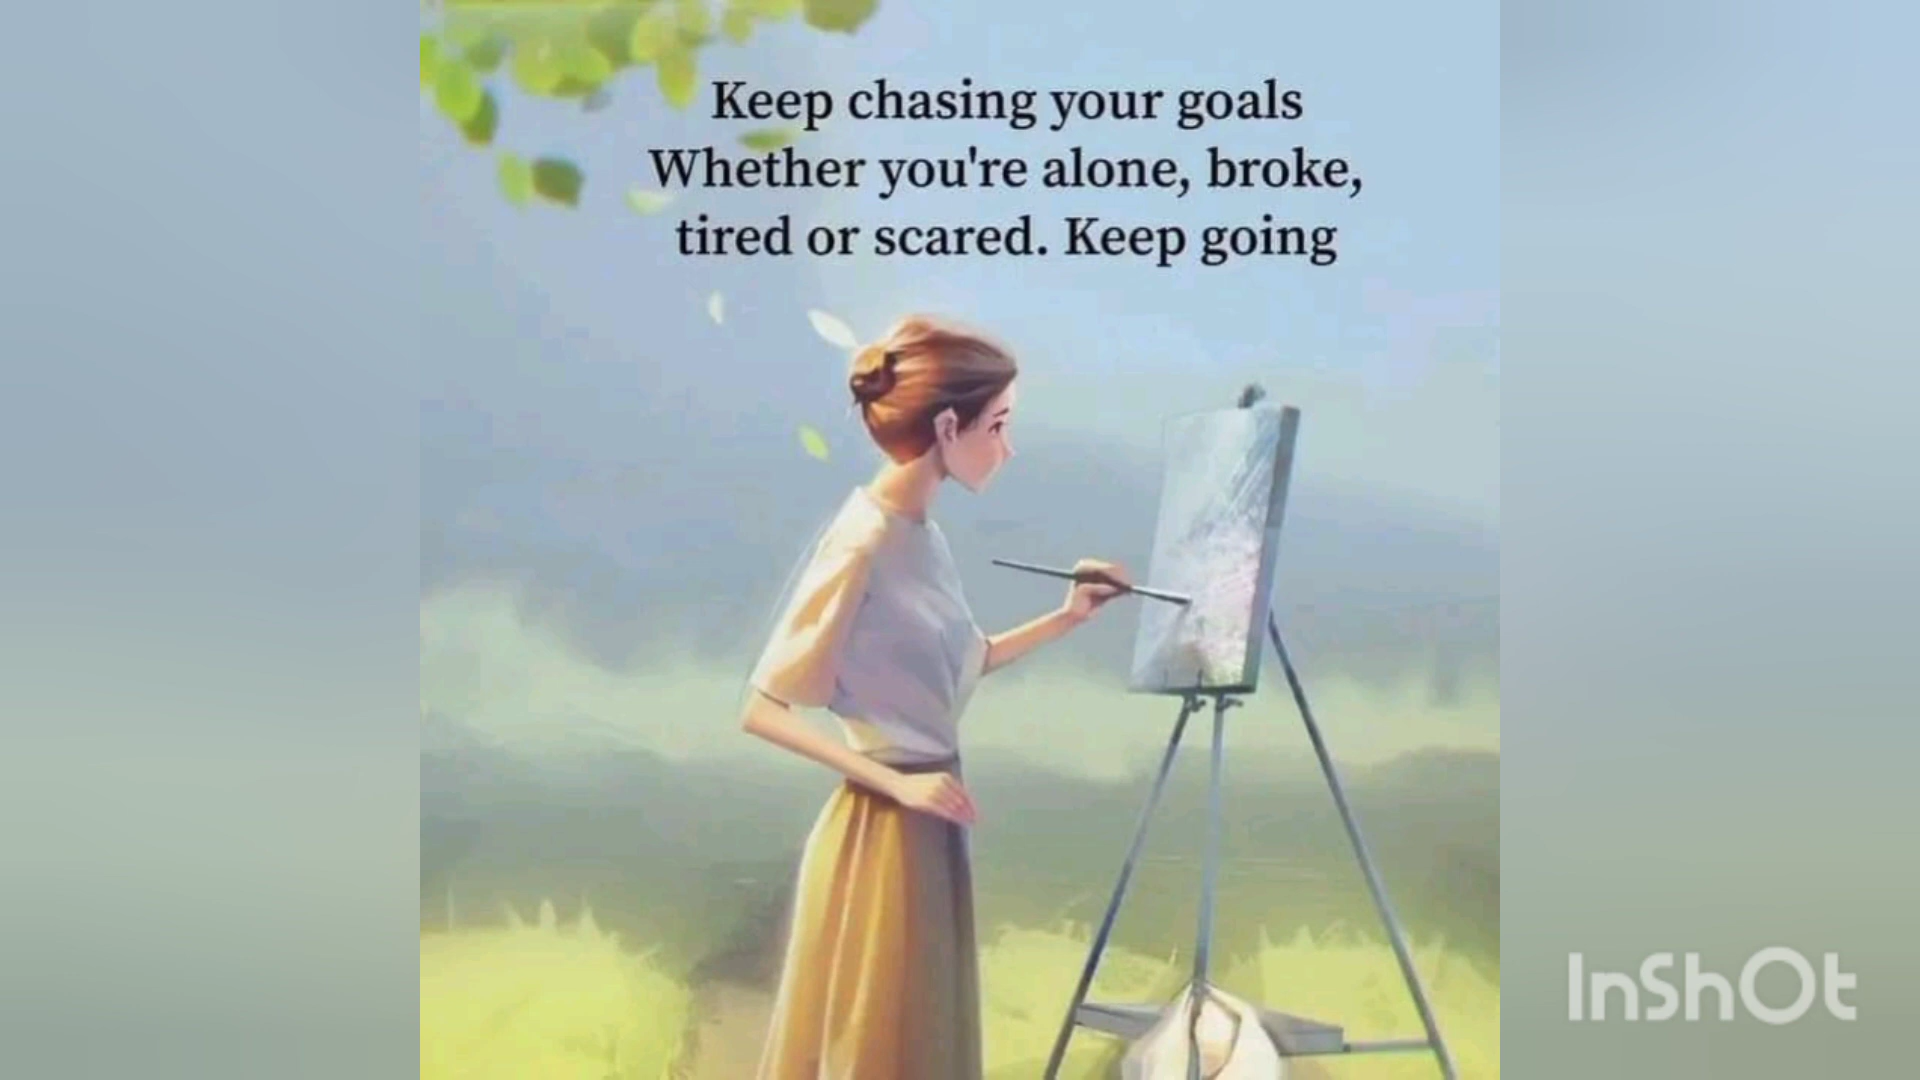 Keep chasing your goals
Whether you're alone, broke,
tired or scared. Keep going
InShOt